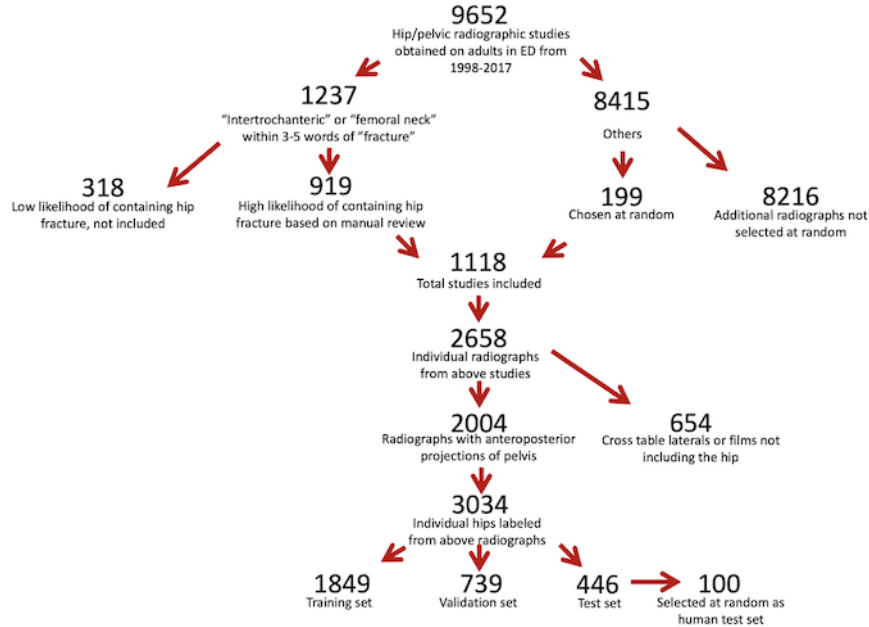 9652
Hip/pelvic radiographic studies
obtained on adults in ED from
1998-2017
1237
“Intertrochanteric” or “femoral neck”
within 3-5 words of “fracture”
8415
Others
318
Low likelihood of containing hip
fracture, not included
919
High likelihood of containing hip
fracture based on manual review
199
Chosen at random
8216
Additional radiographs not
selected at random
1118
Total studies included
2658
Individual radiographs
from above studies
2004
Radiographs with anteroposterior
projections of pelvis
654
Cross table laterals or films not
including the hip
3034
Individual hips labeled
from above radiographs
1849
Training set
739
Validation set
446
Test set
100
Selected at random as
human test set